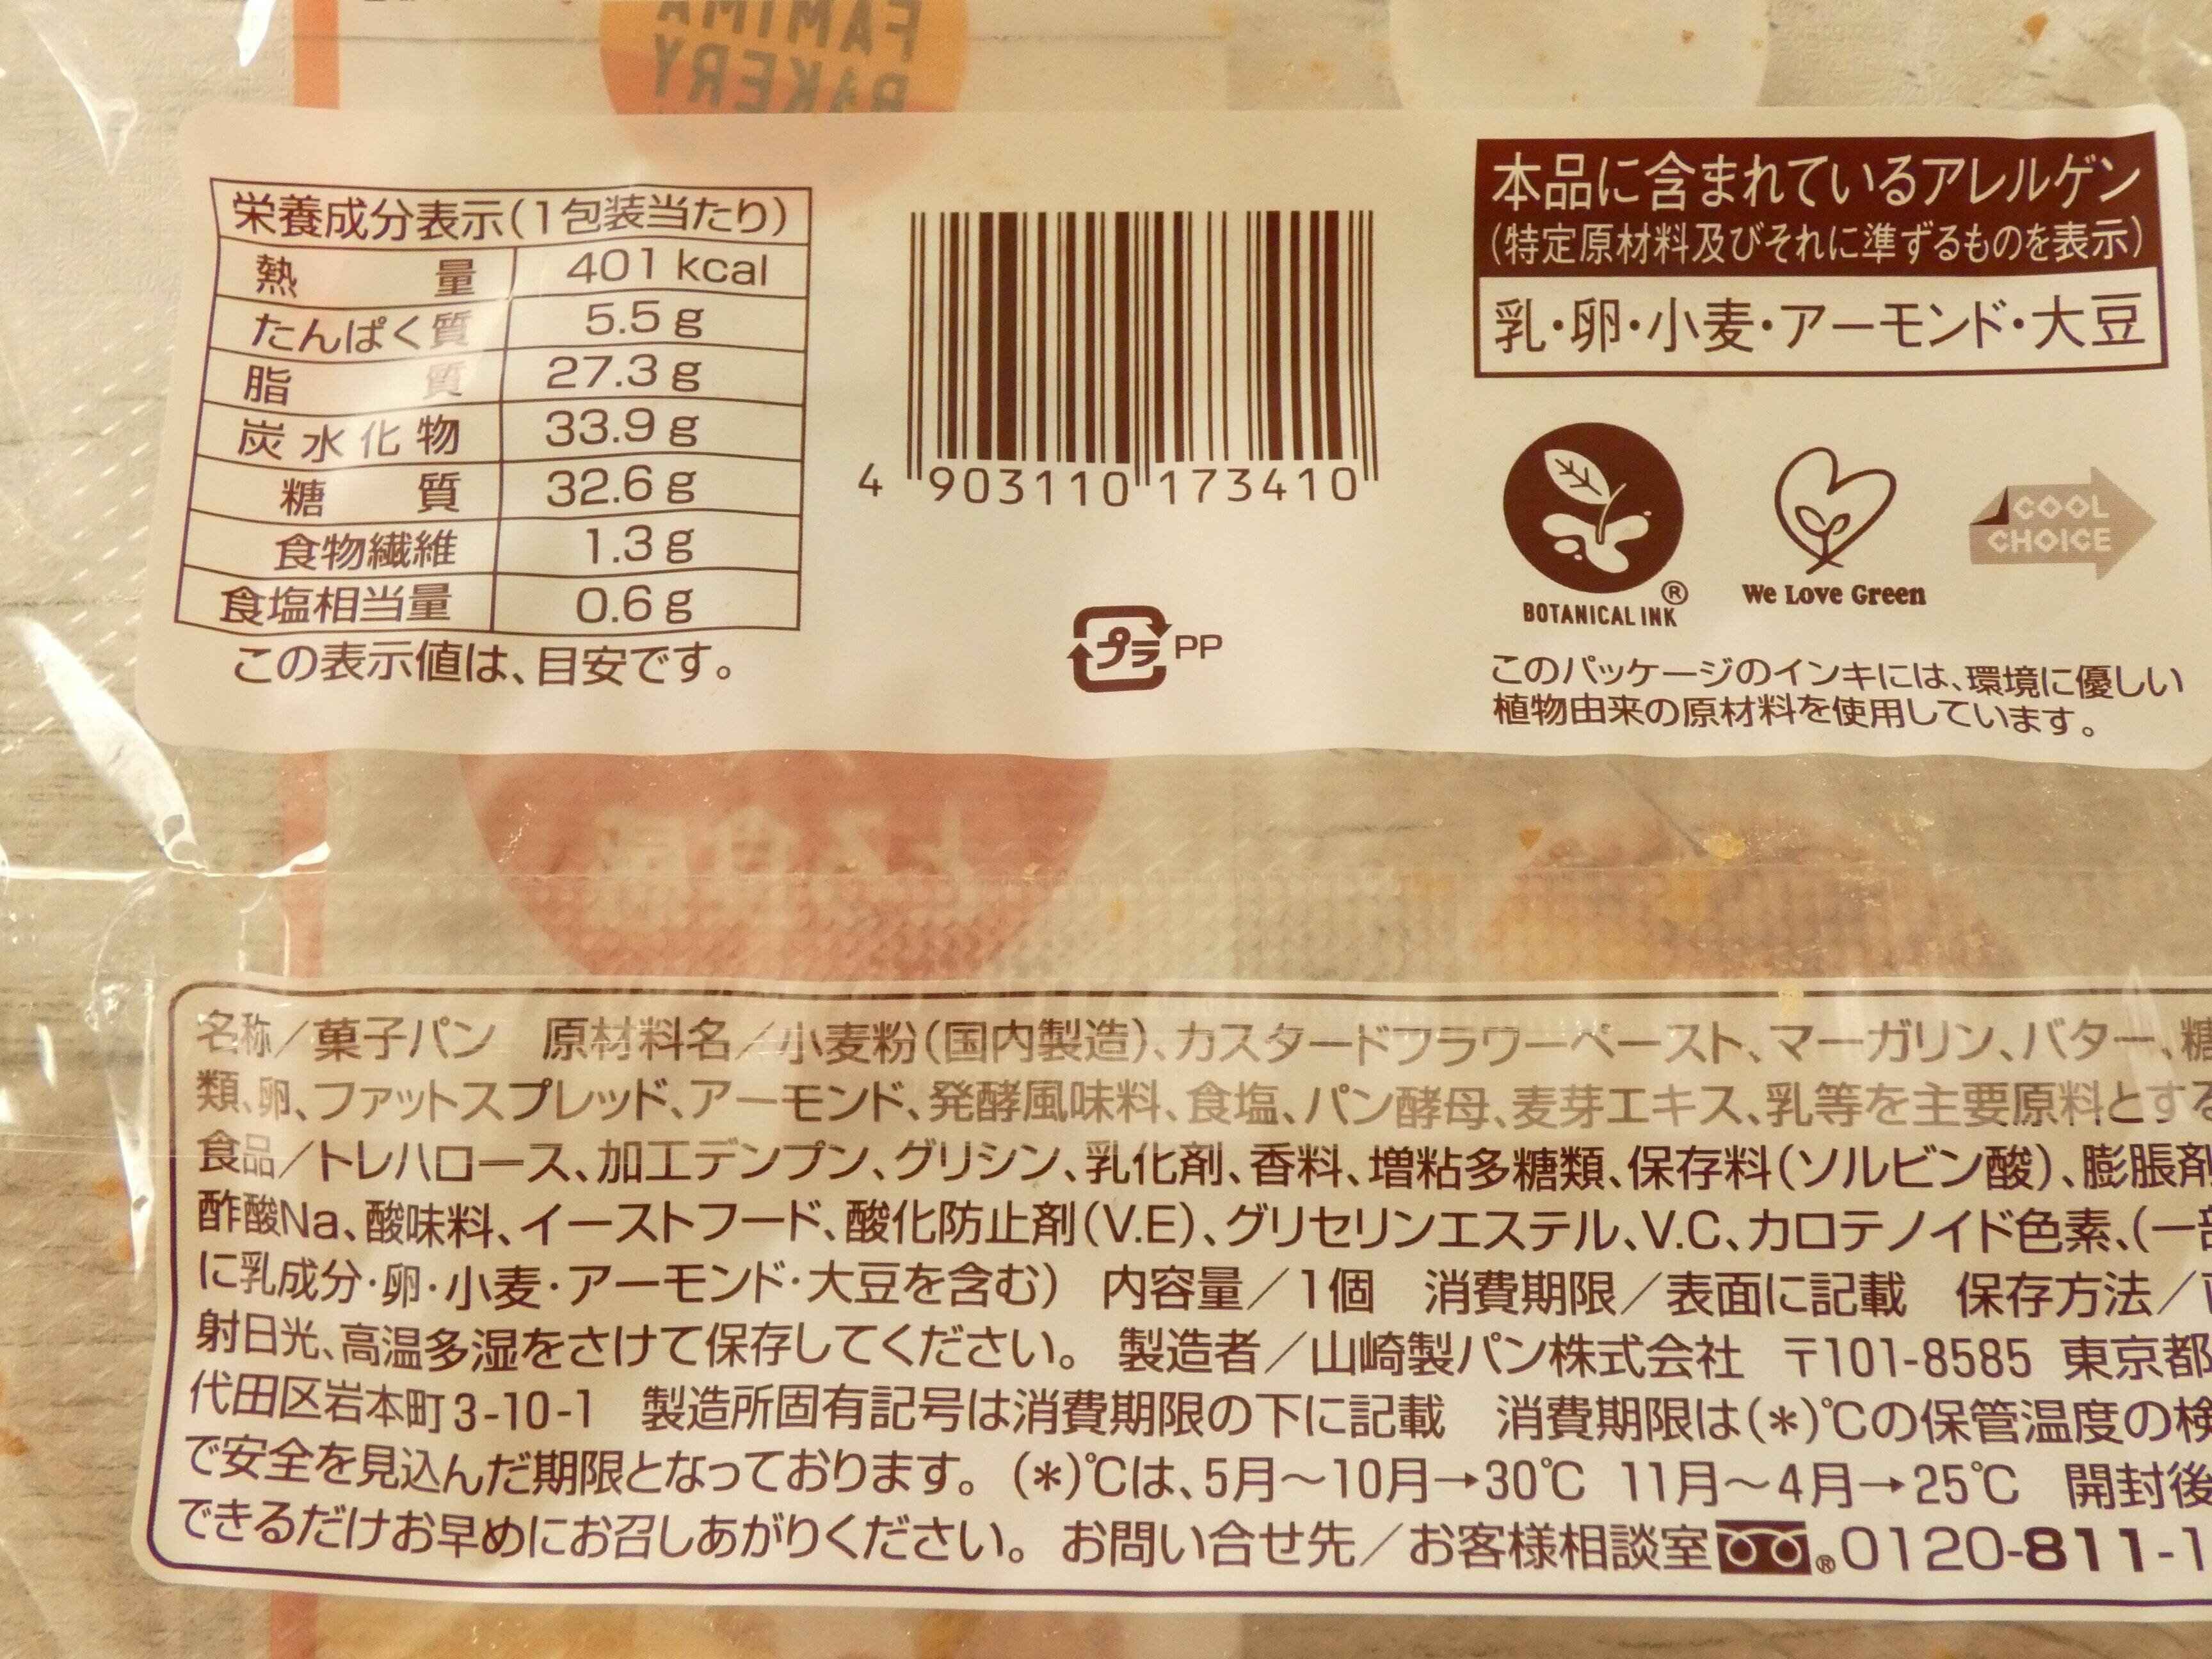 FAMIMA
BAKERY
栄養成分表示(1包装当たり)
熱量 401 kcal
たんぱく質 5.5 g
脂質 27.3 g
炭水化物 33.9 g
糖質 32.6 g
食物繊維 1.3 g
食塩相当量 0.6 g
この表示値は、目安です。
4 903110 173410
プラ PP
本品に含まれているアレルゲン
(特定原材料及びそれに準ずるものを表示)
乳・卵・小麦・アーモンド・大豆
BOTANICAL INK ®
We Love Green
COOL
CHOICE
このパッケージのインキには、環境に優しい
植物由来の原材料を使用しています。
名称／菓子パン 原材料名／小麦粉(国内製造)、カスタードフラワーペースト、マーガリン、バター、糖
類、卵、ファットスプレッド、アーモンド、発酵風味料、食塩、パン酵母、麦芽エキス、乳等を主要原料とする
食品／トレハロース、加工デンプン、グリシン、乳化剤、香料、増粘多糖類、保存料(ソルビン酸)、膨脹剤
酢酸Na、酸味料、イーストフード、酸化防止剤(V.E)、グリセリンエステル、V.C、カロテノイド色素、(一部
に乳成分・卵・小麦・アーモンド・大豆を含む) 内容量／1個 消費期限／表面に記載 保存方法／
射日光、高温多湿をさけて保存してください。 製造者／山崎製パン株式会社 〒101-8585 東京都
代田区岩本町3-10-1 製造所固有記号は消費期限の下に記載 消費期限は(*)℃の保管温度の検
で安全を見込んだ期限となっております。(*)℃は、5月～10月→30℃ 11月～4月→25℃ 開封後
できるだけお早めにお召しあがりください。お問い合せ先／お客様相談室 ®0120-811-1